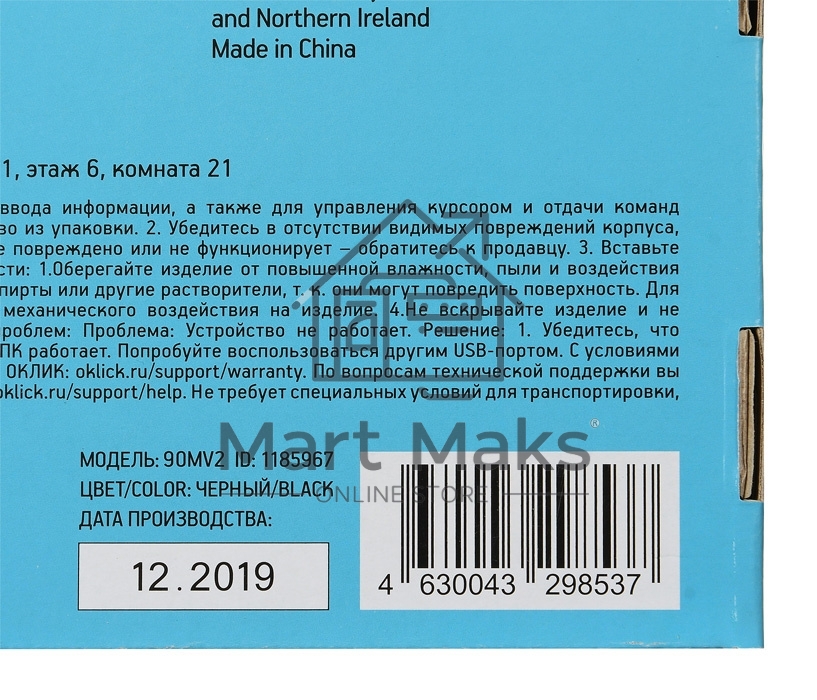 and Northern Ireland
Made in China
1, этаж 6, комната 21
ввода информации, а также для управления курсором и отдачи команд
во из упаковки. 2. Убедитесь в отсутствии видимых повреждений корпуса,
е повреждено или не функционирует – обратитесь к продавцу. 3. Вставьте
сти: 1.Оберегайте изделие от повышенной влажности, пыли и воздействия
пирты или другие растворители, т. к. они могут повредить поверхность. Для
механического воздействия на изделие. 4.Не вскрывайте изделие и не
роблем: Проблема: Устройство не работает. Решение: 1. Убедитесь, что
ПК работает. Попробуйте воспользоваться другим USB-портом. С условиями
ОКЛИК: oklick.ru/support/warranty. По вопросам технической поддержки вы
oklick.ru/support/help. Не требует специальных условий для транспортировки,
Mart Maks®
ONLINE STORE
МОДЕЛЬ: 90MV2 ID: 1185967
ЦВЕТ/COLOR: ЧЕРНЫЙ/BLACK
ДАТА ПРОИЗВОДСТВА:
12.2019
4 630043 298537